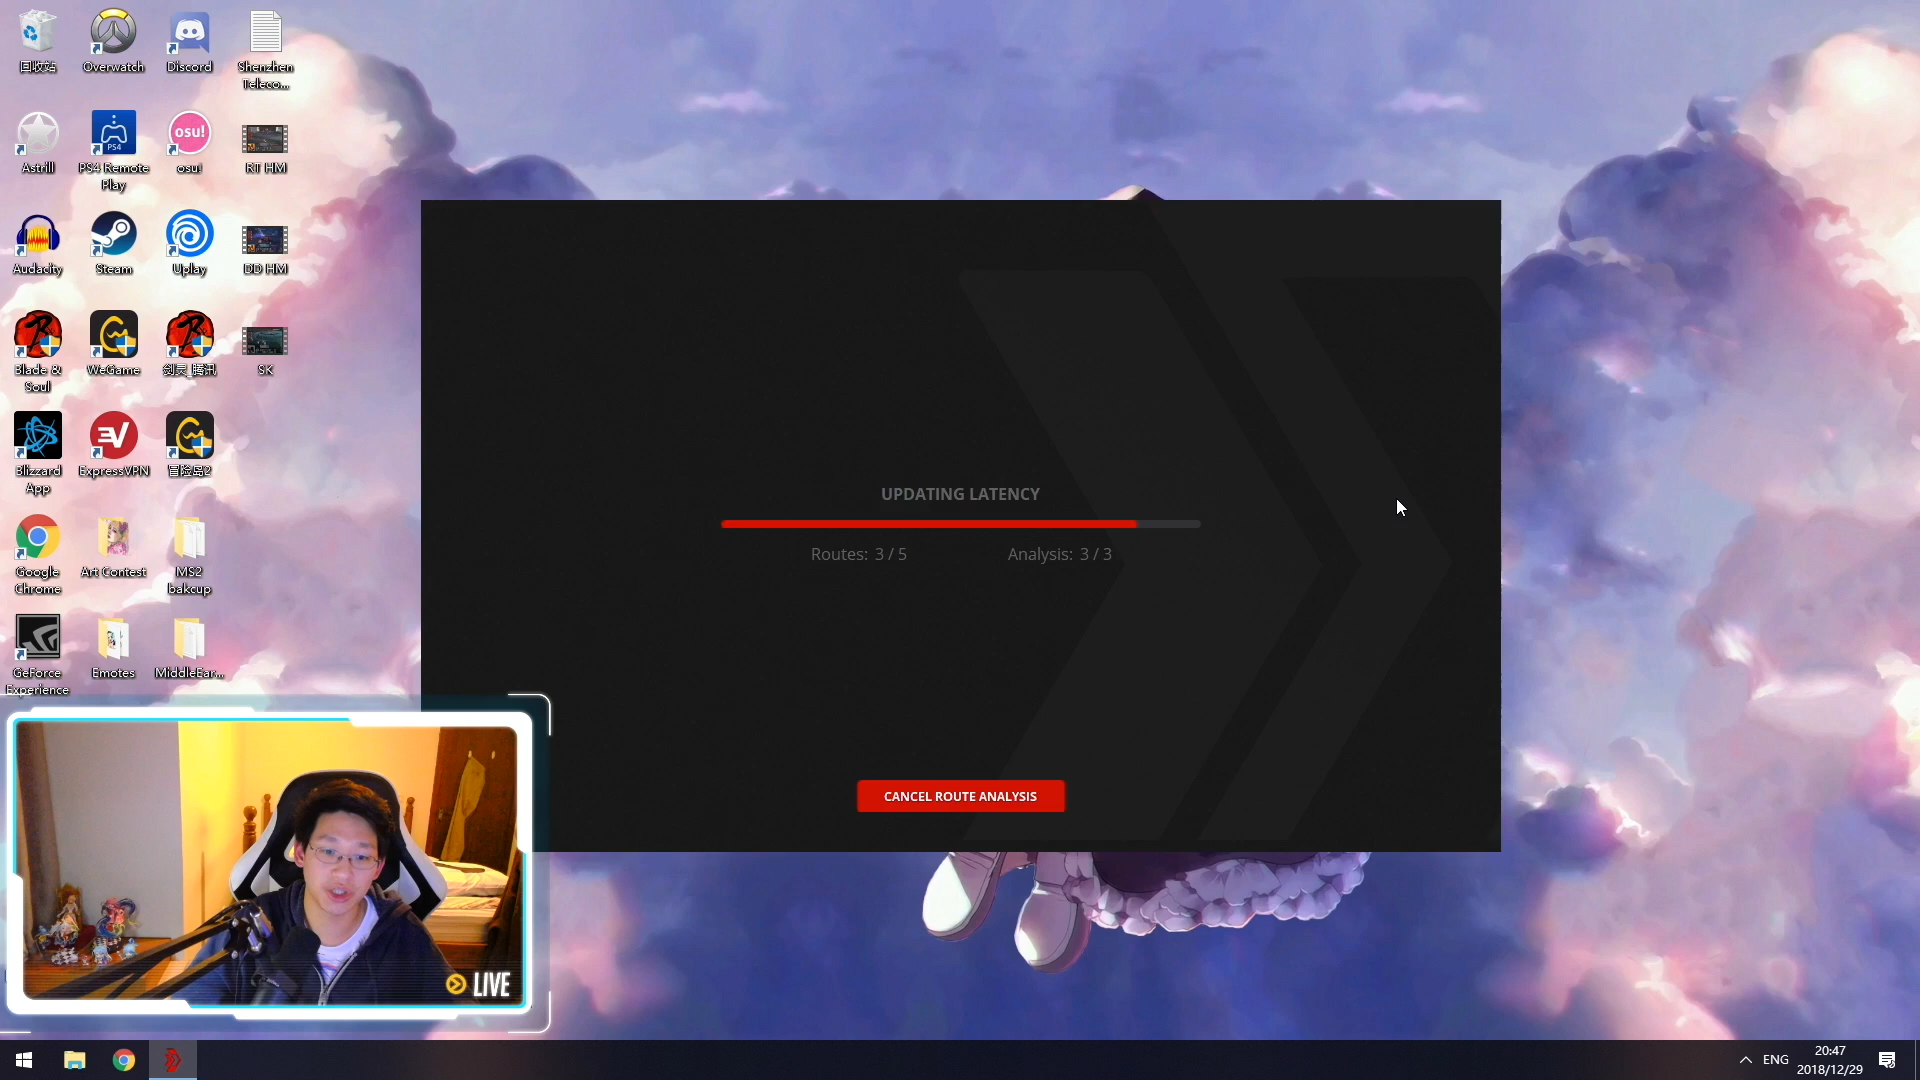 回收站
Overwatch
Discord
Shenzhen
Teleco...
Astrill
PS4
PS4 Remote
Play
osu!
osu!
RT HM
Audacity
Steam
Uplay
DD HM
Blade &
Soul
WeGame
剑灵_腾讯
SK
Blizzard
App
ExpressVPN
冒险岛2
Google
Chrome
Art Contest
MS2
bakcup
GeForce
Experience
Emotes
MiddleEar...
UPDATING LATENCY
Routes: 3 / 5
Analysis: 3 / 3
CANCEL ROUTE ANALYSIS
LIVE
ENG
20:47
2018/12/29